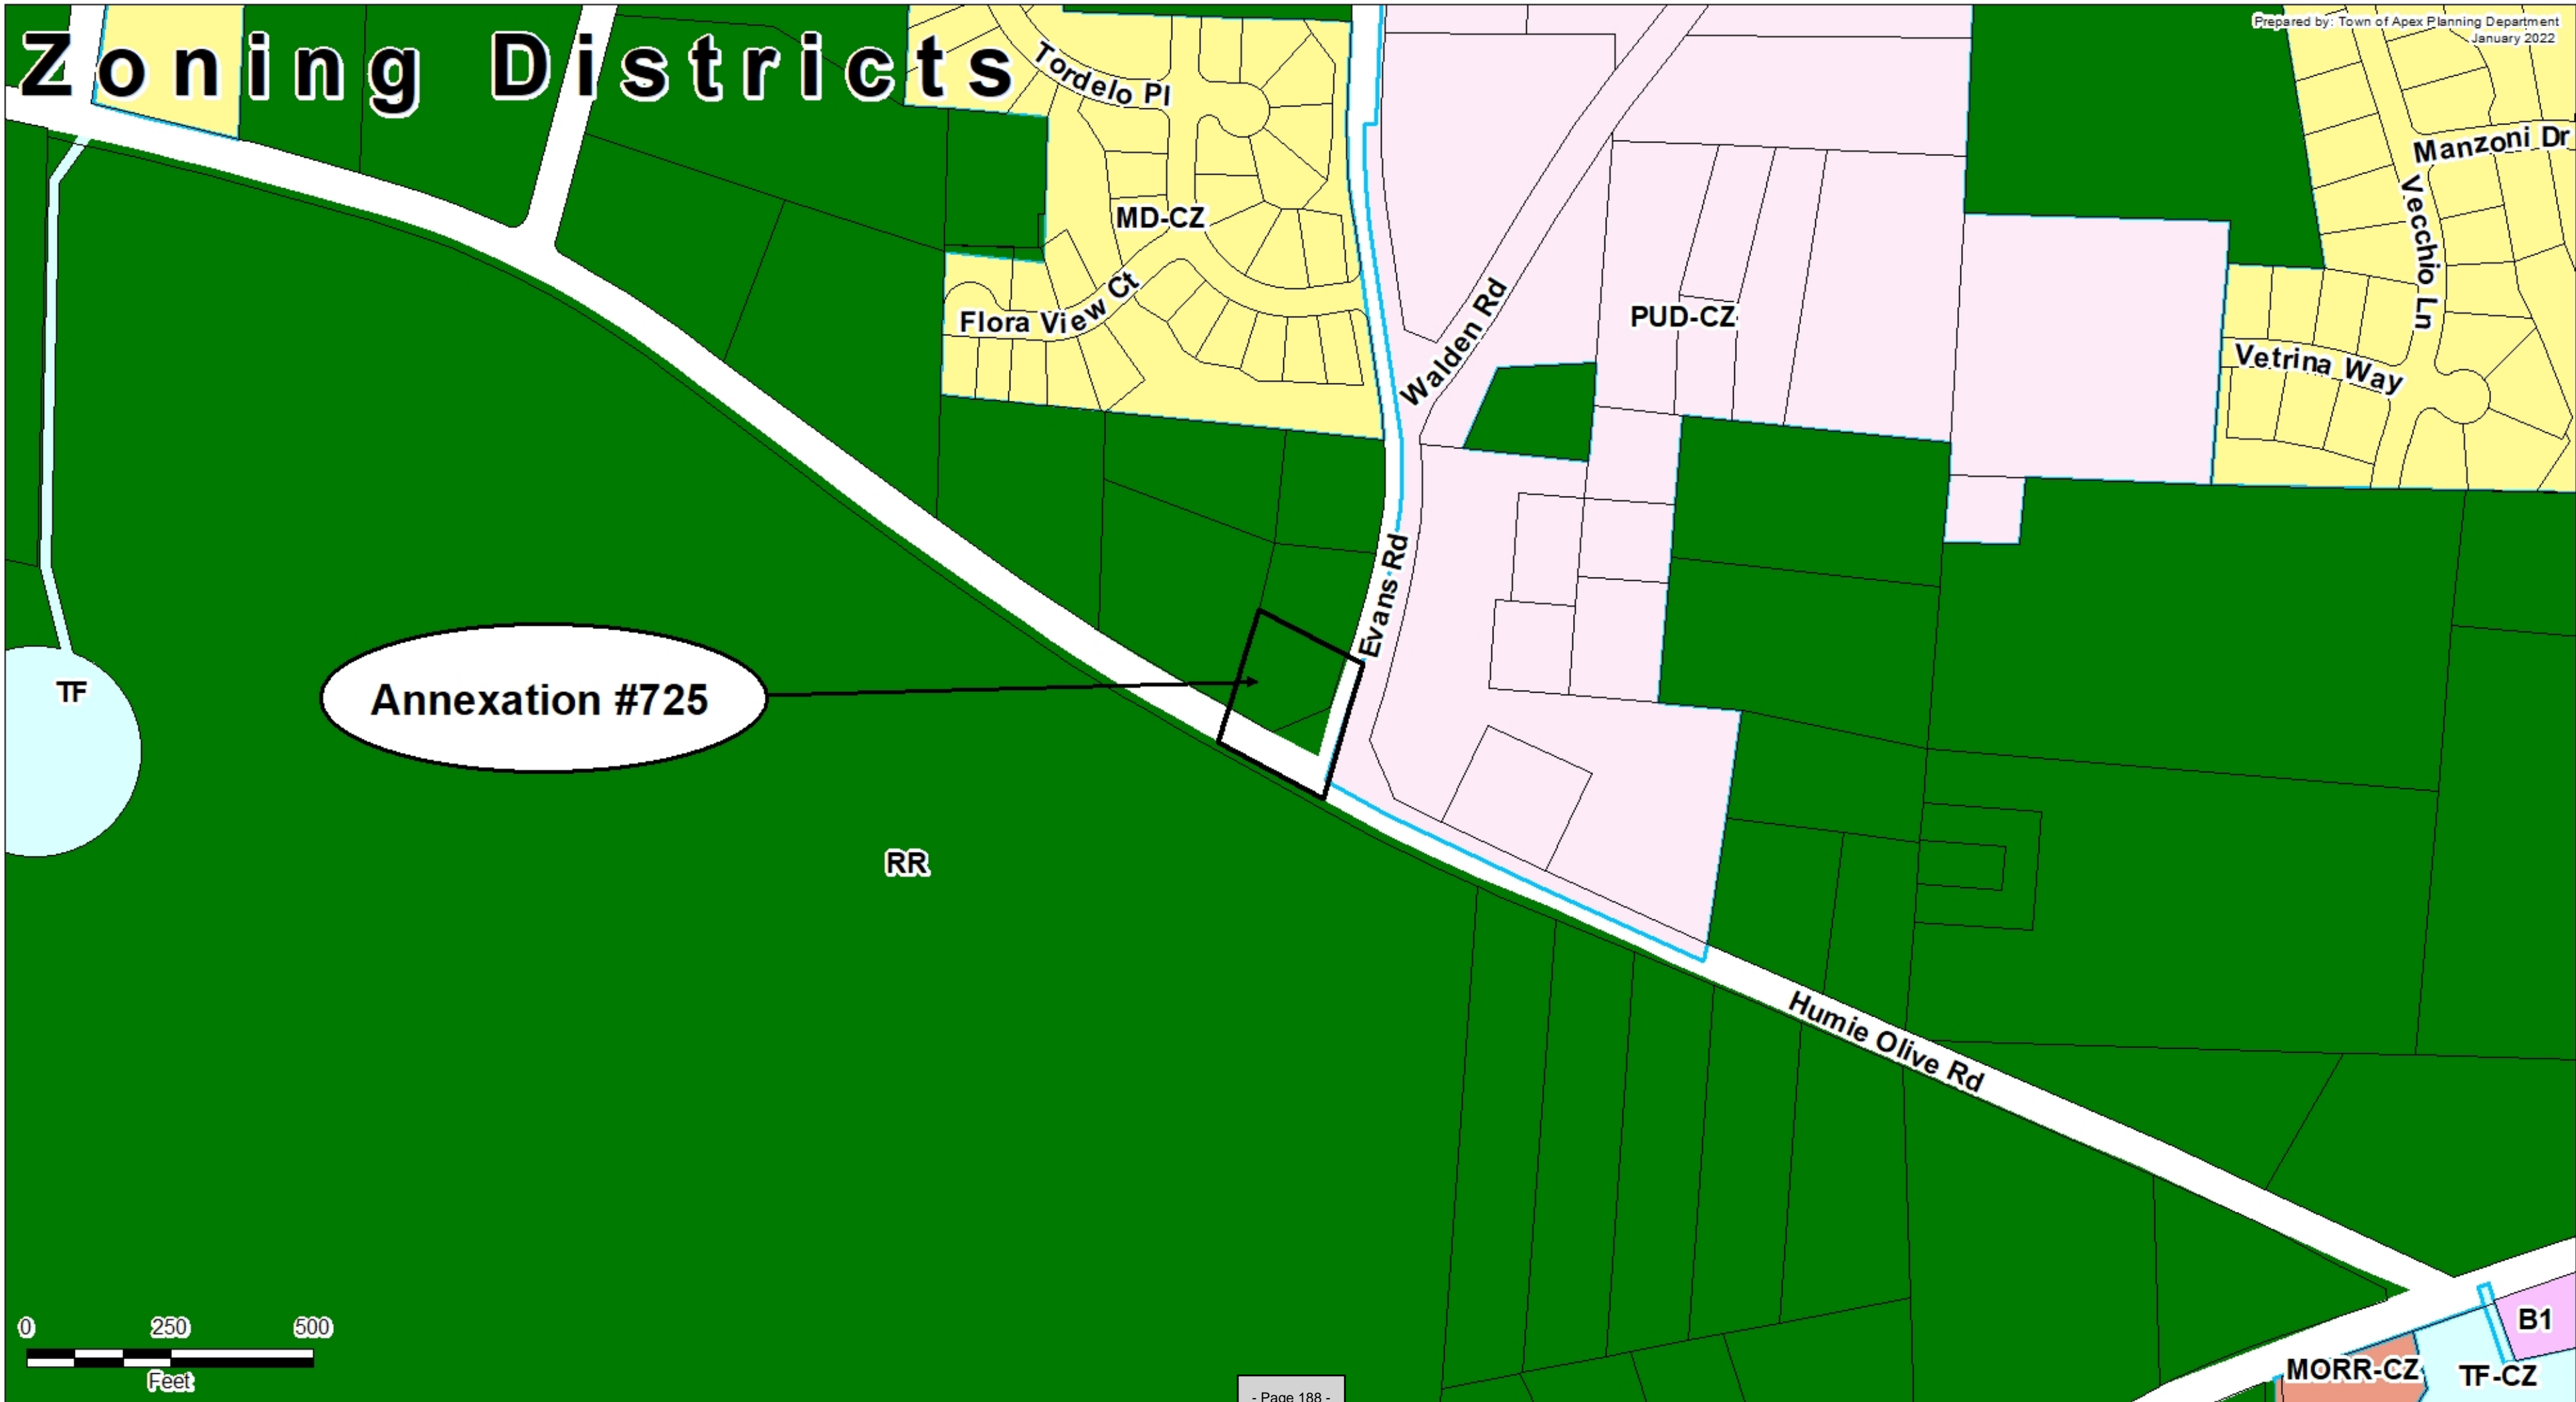 Zoning Districts
Prepared by: Town of Apex Planning Department
January 2022
Tordelo Pl
Manzoni Dr
MD-CZ
Vecchio Ln
Flora View Ct
Walden Rd
PUD-CZ
Vetrina Way
Evans Rd
Annexation #725
TF
RR
Humie Olive Rd
0 250 500
Feet
B1
MORR-CZ
TF-CZ
- Page 188 -